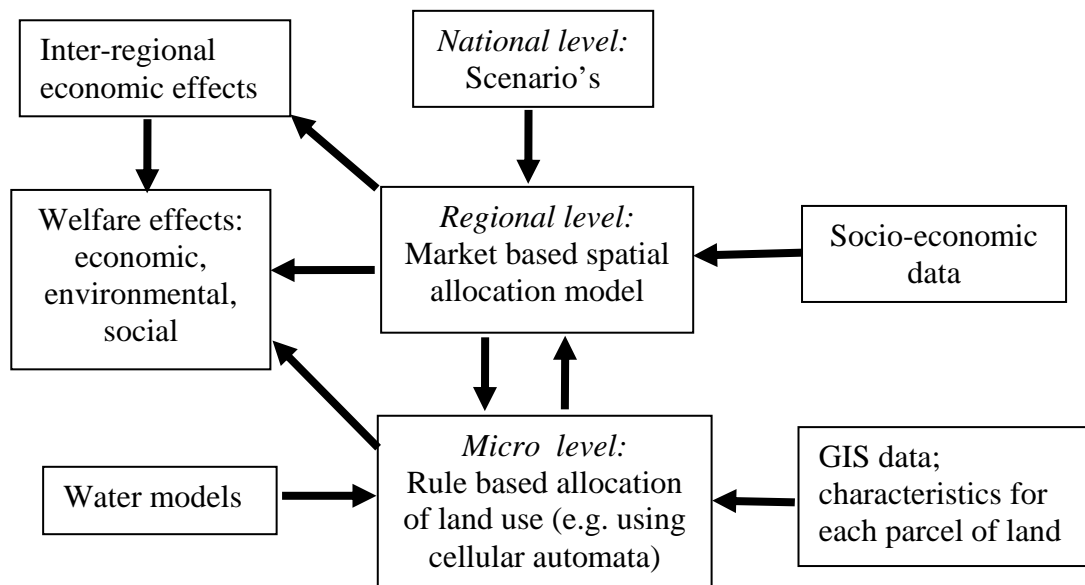 Inter-regional
economic effects
National level:
Scenario’s
Welfare effects:
economic,
environmental,
social
Regional level:
Market based spatial
allocation model
Socio-economic
data
Water models
Micro level:
Rule based allocation
of land use (e.g. using
cellular automata)
GIS data;
characteristics for
each parcel of land